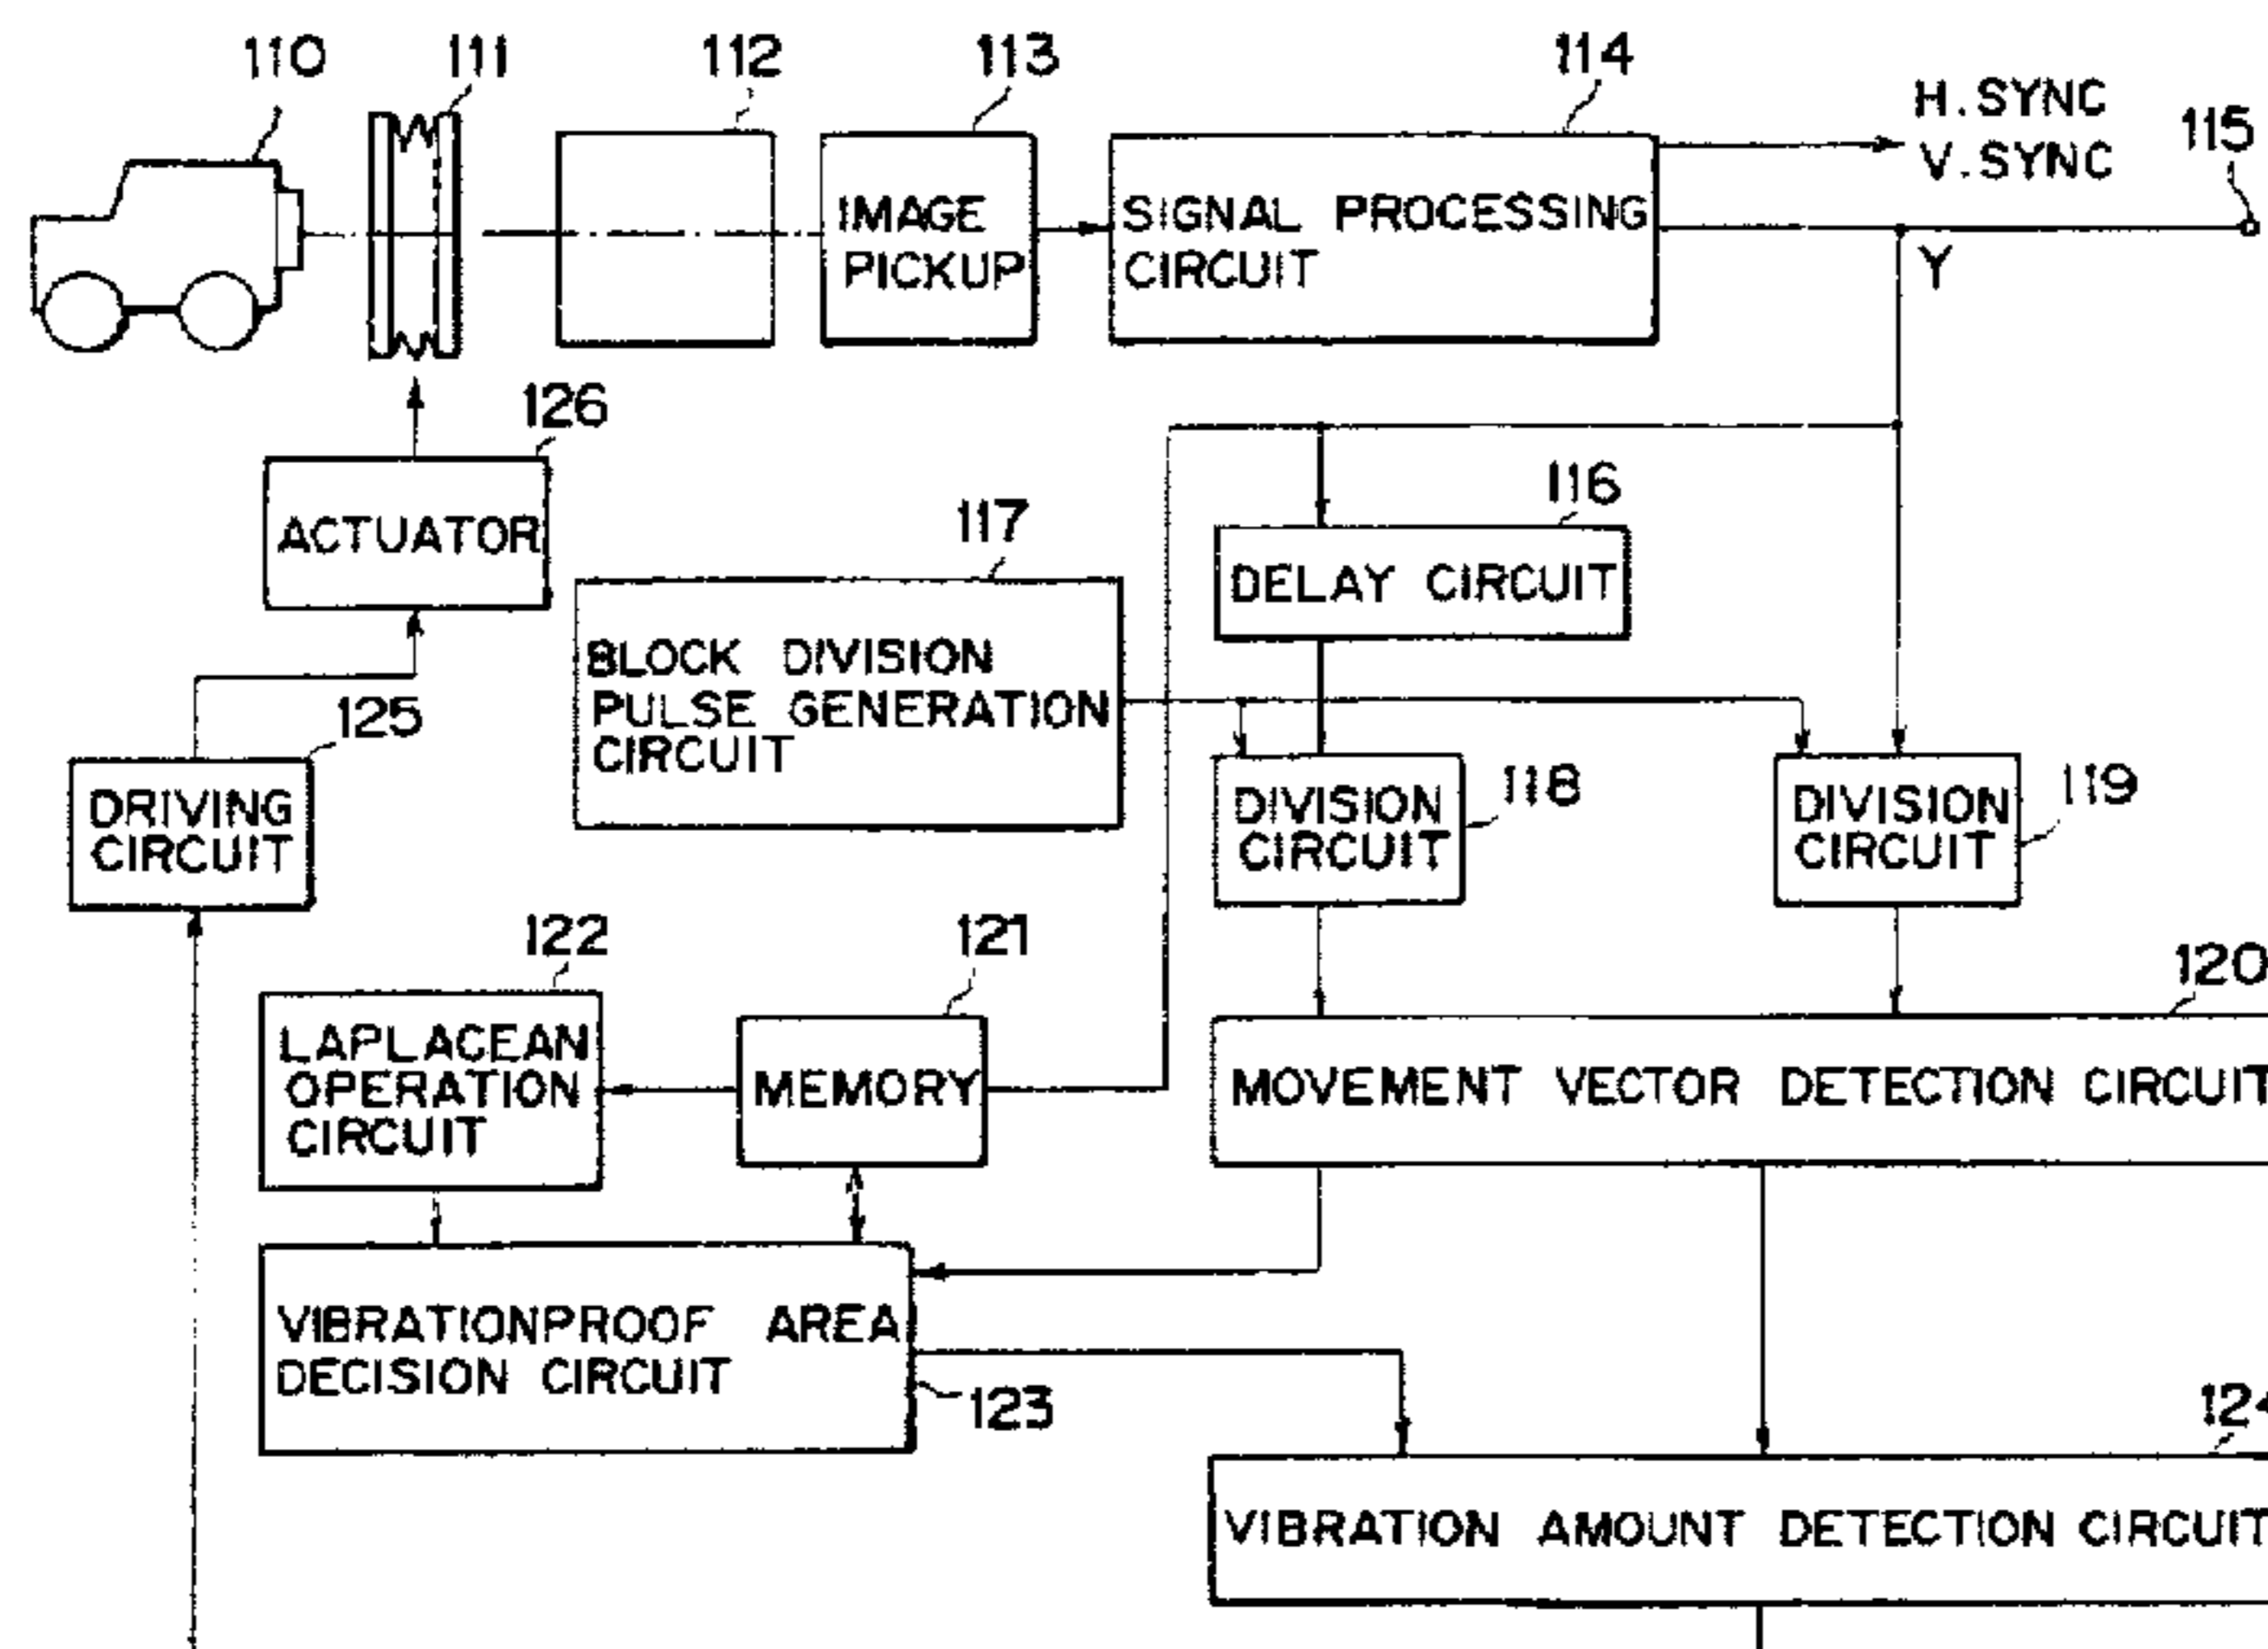 110
111
112
113
114
H.SYNC
V.SYNC
115
IMAGE
PICKUP
SIGNAL PROCESSING
CIRCUIT
Y
126
ACTUATOR
116
DELAY CIRCUIT
117
BLOCK DIVISION
PULSE GENERATION
CIRCUIT
125
DRIVING
CIRCUIT
DIVISION
CIRCUIT
118
DIVISION
CIRCUIT
119
122
LAPLACEAN
OPERATION
CIRCUIT
121
MEMORY
120
MOVEMENT VECTOR DETECTION CIRCUIT
VIBRATIONPROOF AREA
DECISION CIRCUIT
123
124
VIBRATION AMOUNT DETECTION CIRCUIT